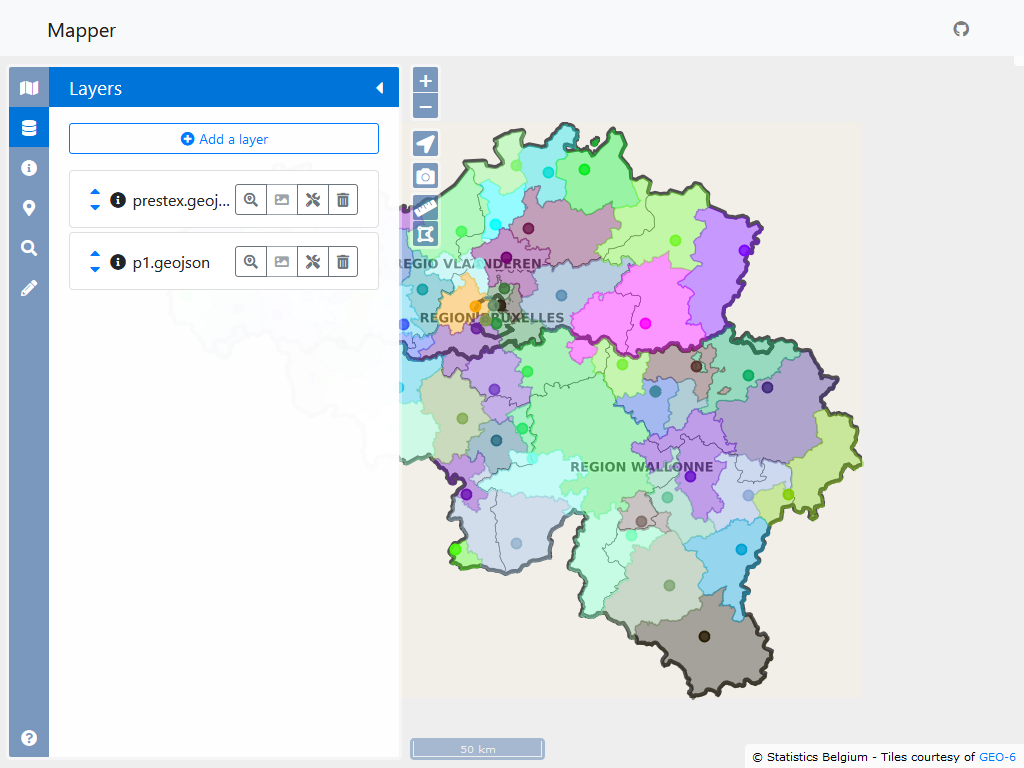 Mapper
Layers
Add a layer
prestex.geoj...
p1.geojson
REGIO VLAANDEREN
REGION BRUXELLES
REGION WALLONNE
50 km
© Statistics Belgium - Tiles courtesy of GEO-6